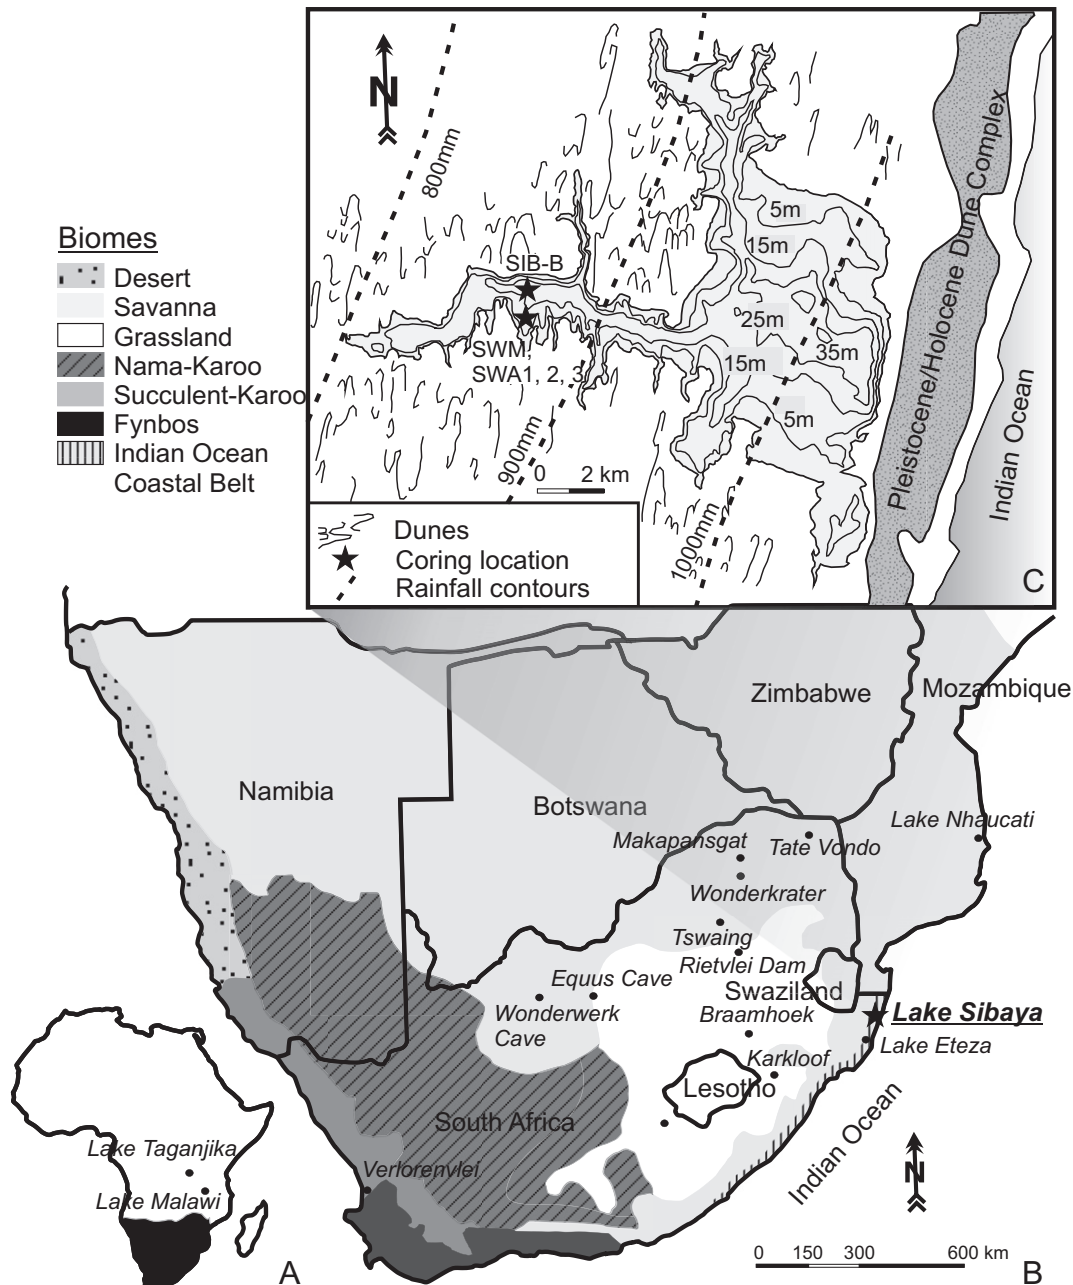 N
800mm
Pleistocene/Holocene Dune Complex
5m
15m
Biomes
Desert
Savanna
Grassland
Nama-Karoo
Succulent-Karoo
Fynbos
Indian Ocean
Coastal Belt
SIB-B
25m
SWM,
SWA1, 2, 3
35m
15m
5m
900mm
0 2 km
Indian Ocean
1000mm
Dunes
Coring location
Rainfall contours
C
Zimbabwe
Mozambique
Namibia
Botswana
Lake Nhaucati
Makapansgat
Tate Vondo
Wonderkrater
Tswaing
Rietvlei Dam
Equus Cave
Swaziland
Wonderwerk
Cave
Braamhoek
Lake Sibaya
Lake Eteza
Karkloof
Lesotho
South Africa
Indian Ocean
Lake Taganjika
Lake Malawi
Verlorenvlei
N
0 150 300 600 km
A
B